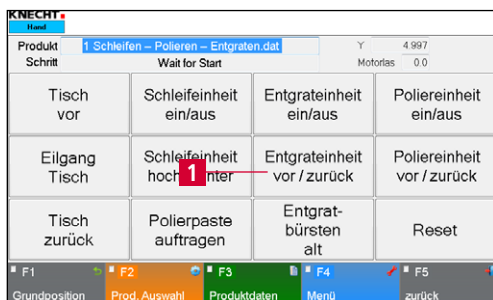 KNECHT
Hand
Produkt 1 Schleifen – Polieren – Entgraten.dat Y 4.997
Schritt Wait for Start Motorlas 0.0
Tisch
vor
Schleifeinheit
ein/aus
Entgrateinheit
ein/aus
Poliereinheit
ein/aus
Eilgang
Tisch
Schleifeinheit
hoch
1
Entgrateinheit
vor / zurück
Poliereinheit
vor / zurück
Tisch
zurück
Polierpaste
auftragen
Entgrat-
bürsten
alt
Reset
F1 F2 F3 F4 F5
Grundposition Prod. Auswahl Produktdaten Menü zurück